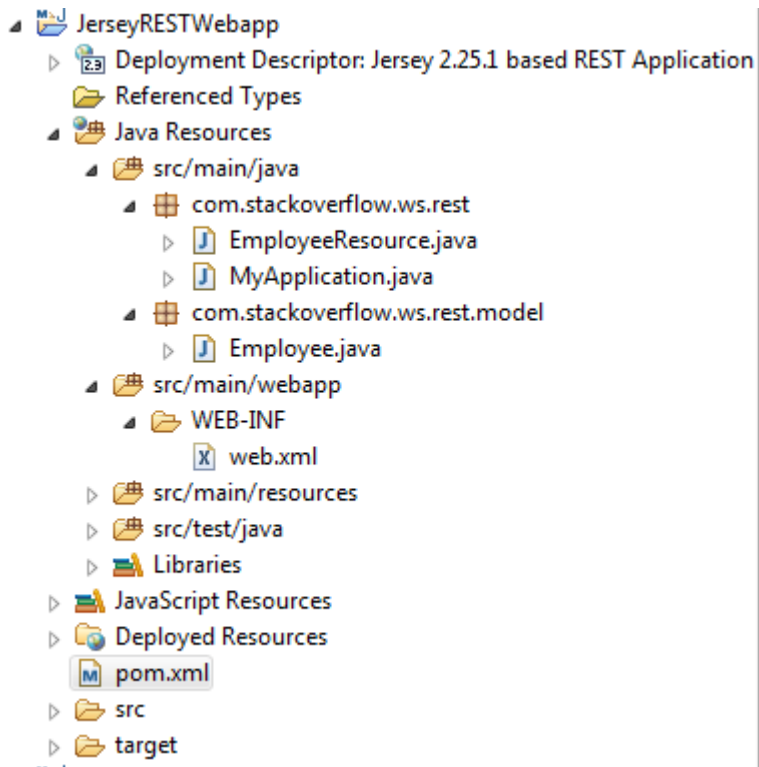 JerseyRESTWebapp
2.3 Deployment Descriptor: Jersey 2.25.1 based REST Application
Referenced Types
Java Resources
src/main/java
com.stackoverflow.ws.rest
J EmployeeResource.java
J MyApplication.java
com.stackoverflow.ws.rest.model
J Employee.java
src/main/webapp
WEB-INF
X web.xml
src/main/resources
src/test/java
Libraries
JavaScript Resources
Deployed Resources
M pom.xml
src
target